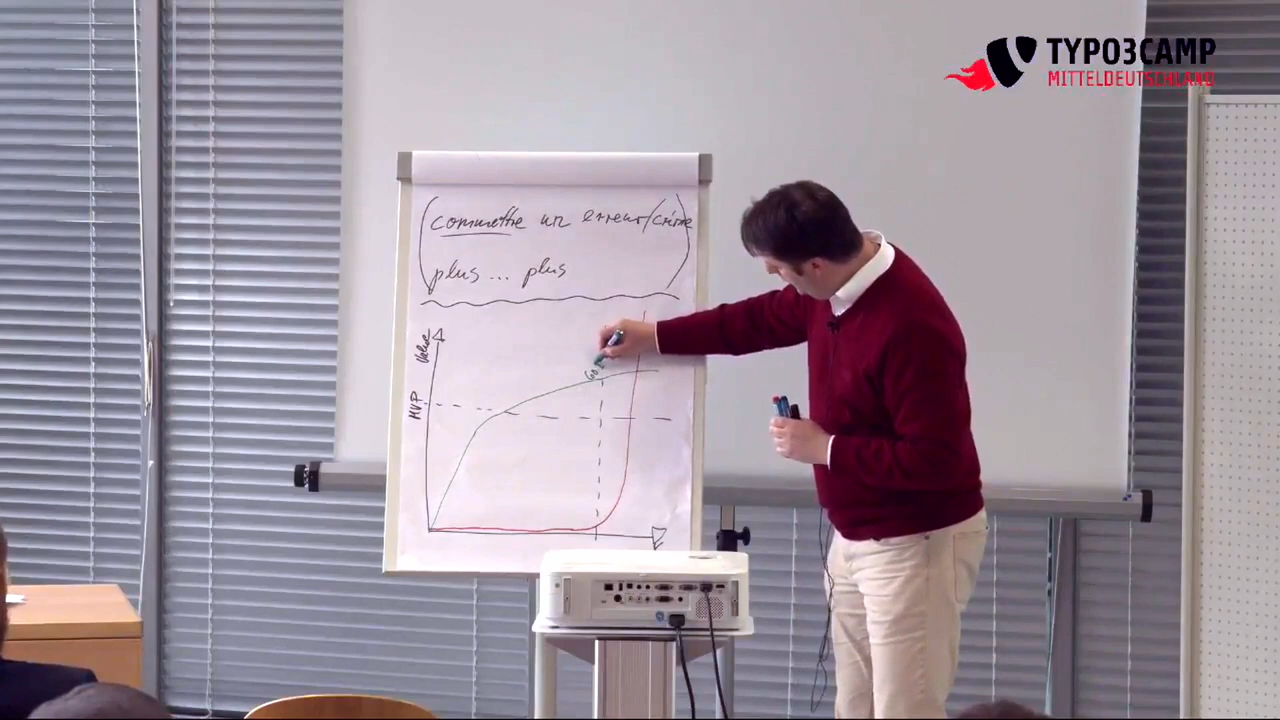 TYPO3CAMP
MITTELDEUTSCHLAND
(commettre un erreur/crime
plus ... plus)
Value
MVP